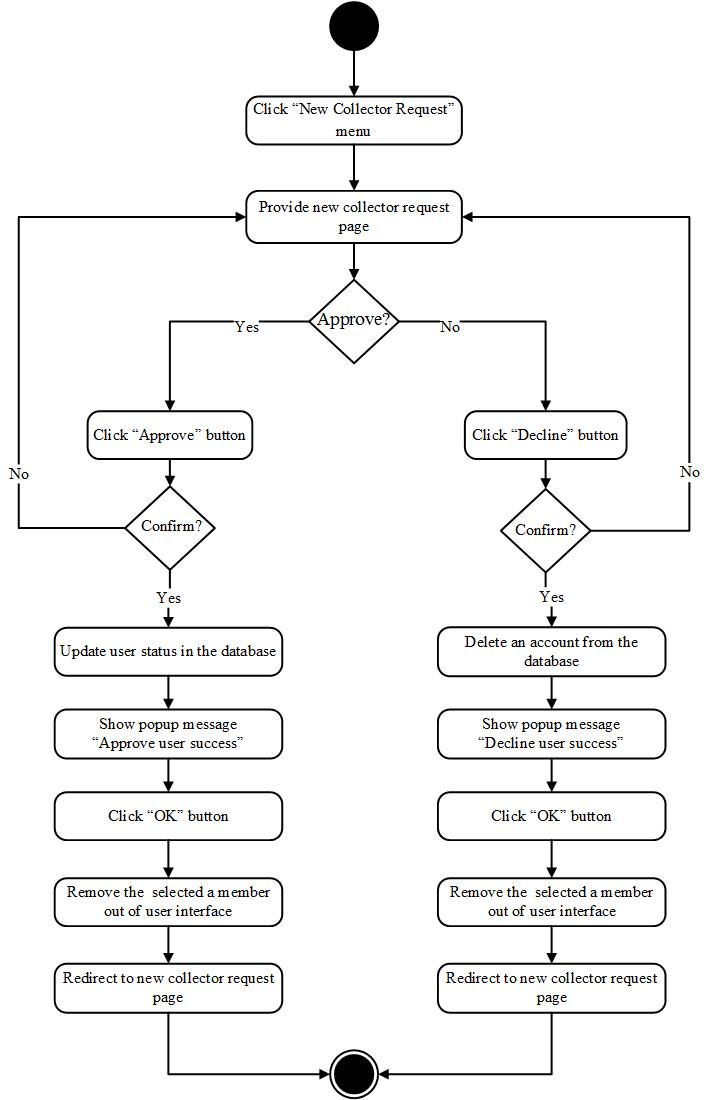 Click “New Collector Request”
menu
Provide new collector request
page
Approve?
Yes
No
Click “Approve” button
Click “Decline” button
No
No
Confirm?
Confirm?
Yes
Yes
Update user status in the database
Delete an account from the
database
Show popup message
“Approve user success”
Show popup message
“Decline user success”
Click “OK” button
Click “OK” button
Remove the  selected a member
out of user interface
Remove the  selected a member
out of user interface
Redirect to new collector request
page
Redirect to new collector request
page